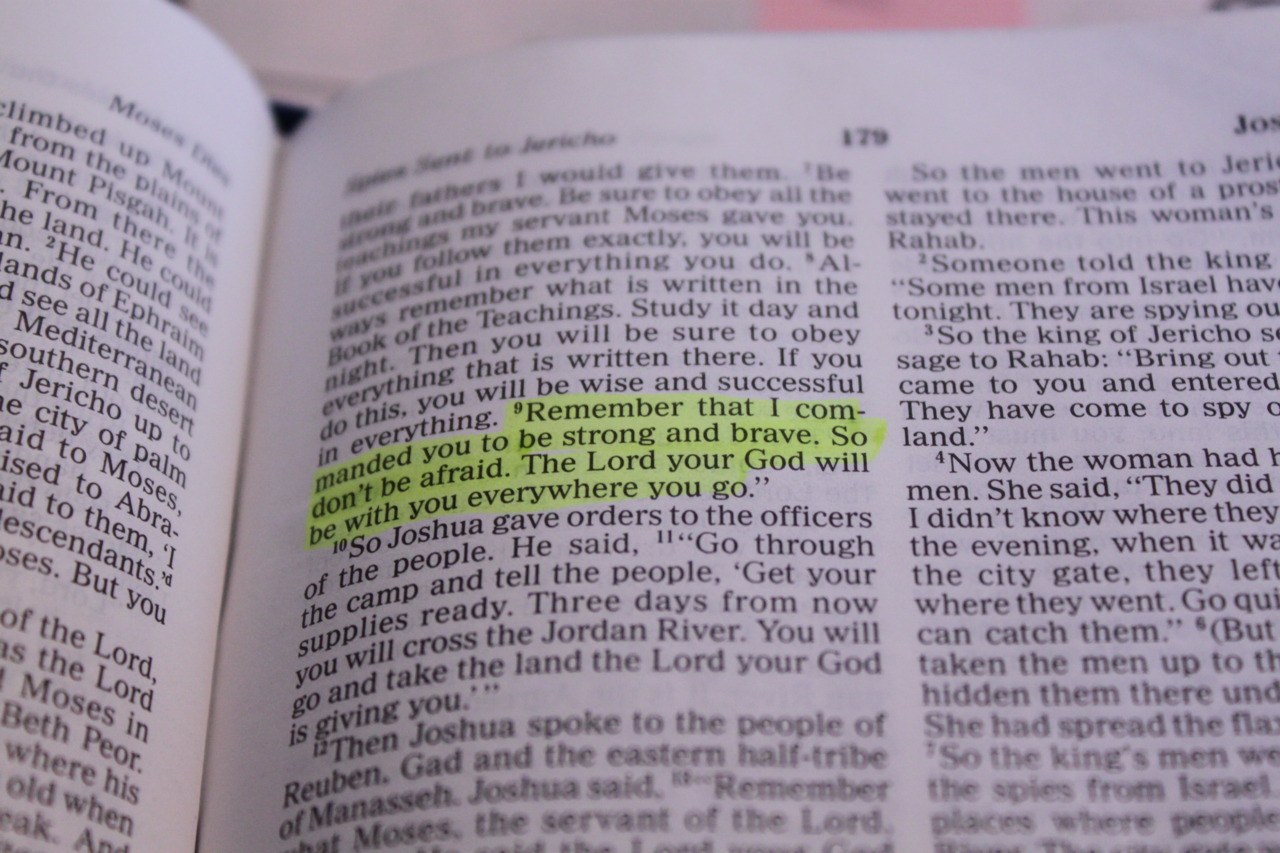 Moses Dies
climbed up Mount
from the plains of
Mount Pisgah. It is
. From there the
he land. He could
an. ²He could see
lands of Ephraim
d see all the land
Mediterranean
southern desert
f Jericho up to
he city of palm
aid to Moses,
ised to Abra-
aid to them, ‘I
descendants.’ᵈ
oses. But you
of the Lord,
as the Lord
d Moses in
Beth Peor.
where his
old when
eak. And
Spies Sent to Jericho
179
Jos
their fathers I would give them. ⁷Be
strong and brave. Be sure to obey all the
teachings my servant Moses gave you.
If you follow them exactly, you will be
successful in everything you do. ⁸Al-
ways remember what is written in the
Book of the Teachings. Study it day and
night. Then you will be sure to obey
everything that is written there. If you
do this, you will be wise and successful
in everything. ⁹Remember that I com-
manded you to be strong and brave. So
don’t be afraid. The Lord your God will
be with you everywhere you go.”
¹⁰So Joshua gave orders to the officers
of the people. He said, ¹¹“Go through
the camp and tell the people, ‘Get your
supplies ready. Three days from now
you will cross the Jordan River. You will
go and take the land the Lord your God
is giving you.’”
¹²Then Joshua spoke to the people of
Reuben, Gad and the eastern half-tribe
of Manasseh. Joshua said, ¹³“Remember
what Moses, the servant of the Lord,
said the Lord your God
So the men went to Jeri
went to the house of a pros
stayed there. This woman’s
Rahab.
²Someone told the king
“Some men from Israel hav
tonight. They are spying ou
³So the king of Jericho s
sage to Rahab: “Bring out
came to you and entered
They have come to spy o
land.”
⁴Now the woman had h
men. She said, “They did
I didn’t know where they
the evening, when it wa
the city gate, they left
where they went. Go qui
can catch them.” ⁶(But
taken the men up to th
hidden them there und
She had spread the fla
⁷So the king’s men we
the spies from Israel
places where people
River. The